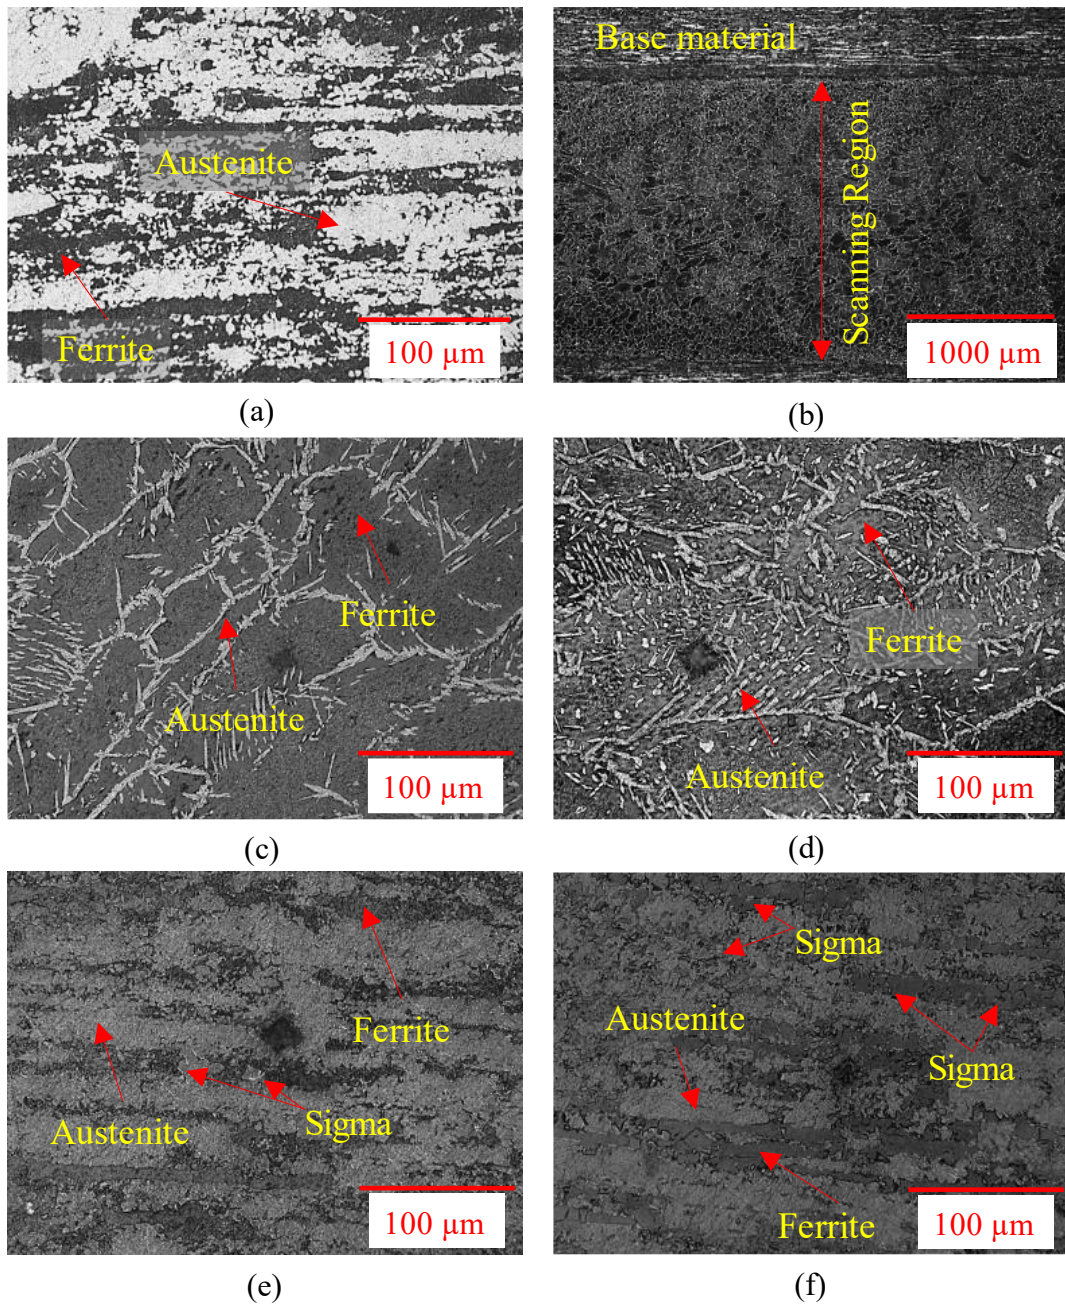 Austenite
Ferrite
100 µm
(a)
Base material
Scanning Region
1000 µm
(b)
Ferrite
Austenite
100 µm
(c)
Ferrite
Austenite
100 µm
(d)
Ferrite
Austenite
Sigma
100 µm
(e)
Sigma
Austenite
Sigma
Ferrite
100 µm
(f)